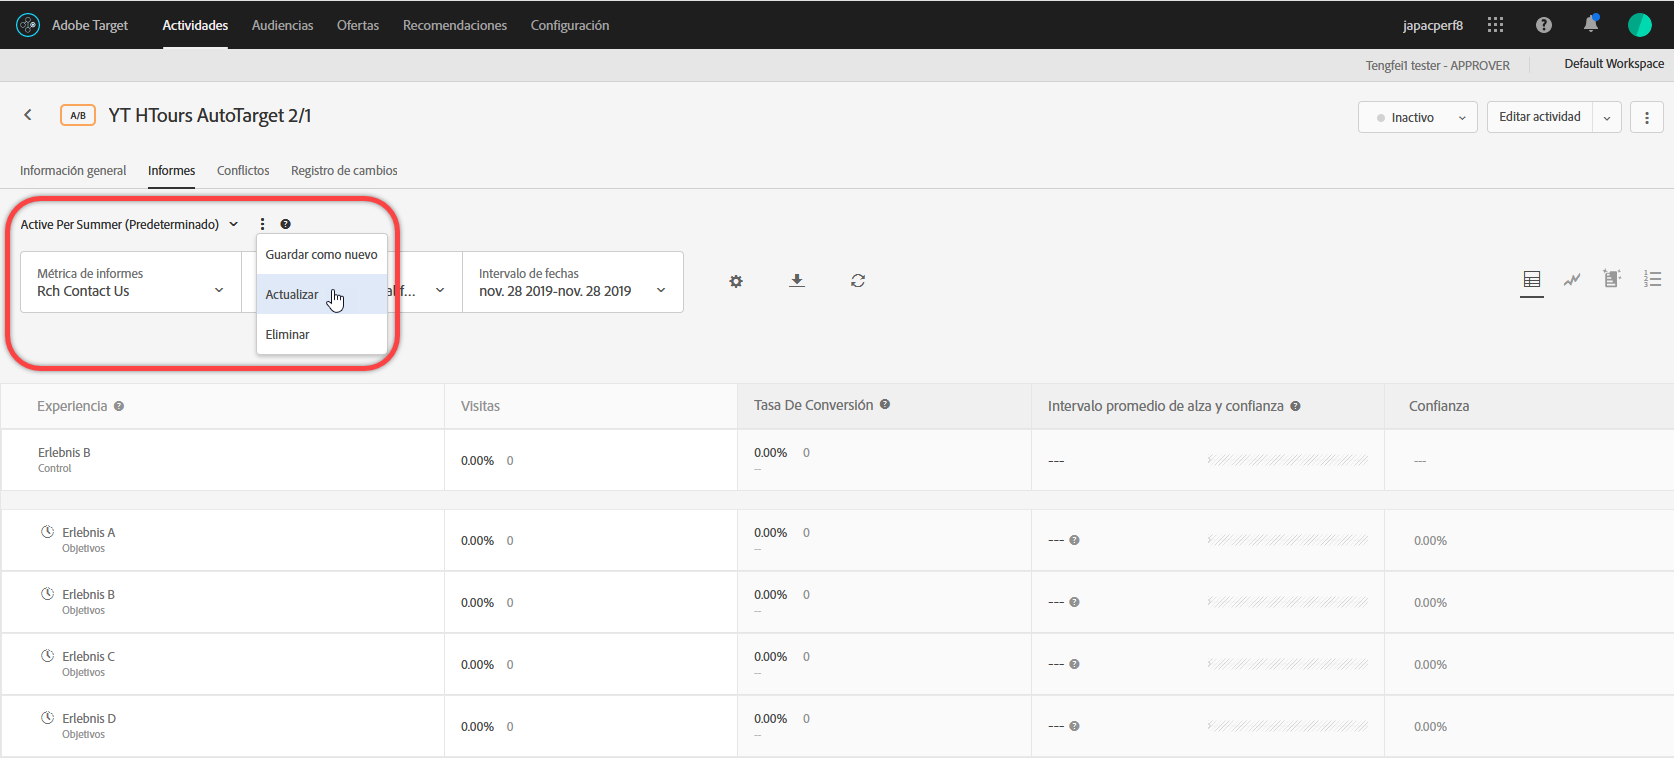 Adobe Target Actividades Audiencias Ofertas Recomendaciones Configuración japacperf8
Tengfei1 tester - APPROVER Default Workspace
A/B YT HTours AutoTarget 2/1 Inactivo Editar actividad
Información general Informes Conflictos Registro de cambios
Active Per Summer (Predeterminado)
Guardar como nuevo
Actualizar
Eliminar
Métrica de informes
Rch Contact Us
Intervalo de fechas
nov. 28 2019-nov. 28 2019
Experiencia Visitas Tasa De Conversión Intervalo promedio de alza y confianza Confianza
Erlebnis B
Control
0.00% 0 0.00% 0 --- ---
--
Erlebnis A
Objetivos
0.00% 0 0.00% 0 --- 0.00%
--
Erlebnis B
Objetivos
0.00% 0 0.00% 0 --- 0.00%
--
Erlebnis C
Objetivos
0.00% 0 0.00% 0 --- 0.00%
--
Erlebnis D
Objetivos
0.00% 0 0.00% 0 --- 0.00%
--